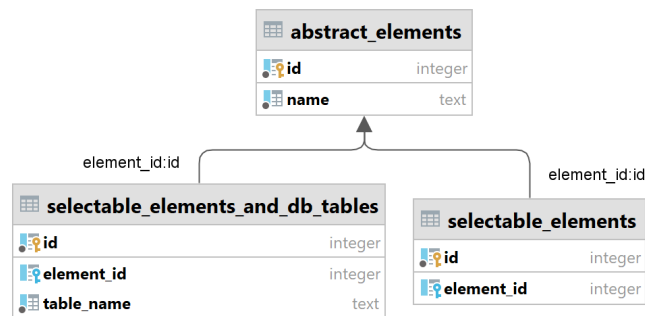 abstract_elements
id integer
name text
element_id:id
element_id:id
selectable_elements_and_db_tables
id integer
element_id integer
table_name text
selectable_elements
id integer
element_id integer